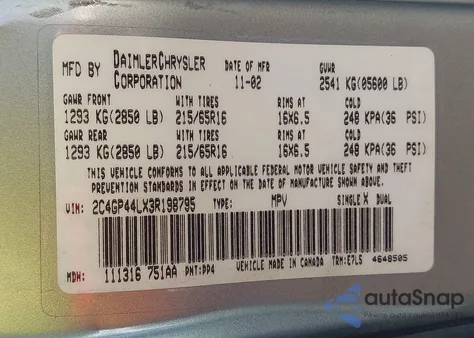 MFD BY DAIMLERCHRYSLER CORPORATION DATE OF MFR 11-02 GVWR 2541 KG(05600 LB)
GAWR FRONT WITH TIRES RIMS AT COLD
1293 KG(2850 LB) 215/65R16 16X6.5 248 KPA(36 PSI)
GAWR REAR WITH TIRES RIMS AT COLD
1293 KG(2850 LB) 215/65R16 16X6.5 248 KPA(36 PSI)
THIS VEHICLE CONFORMS TO ALL APPLICABLE FEDERAL MOTOR VEHICLE SAFETY AND THEFT
PREVENTION STANDARDS IN EFFECT ON THE DATE OF MANUFACTURE SHOWN ABOVE.
VIN: 2C4GP44LX3R198795 TYPE: MPV SINGLE X DUAL
MDH: 111316 751AA PNT:PP4 VEHICLE MADE IN CANADA TRM:E7L5 4648505
autoSnap